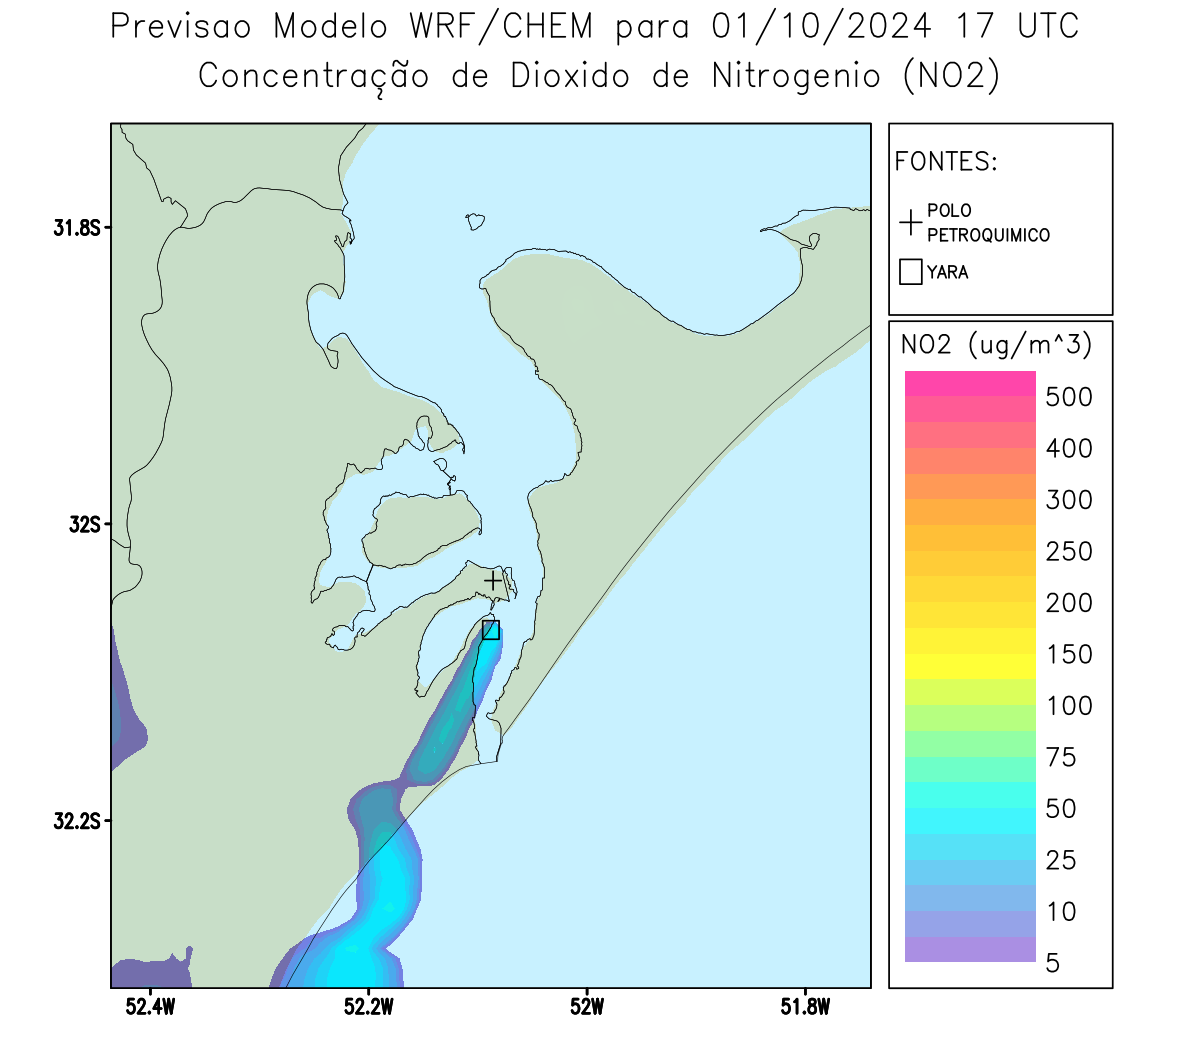 Previsao Modelo WRF/CHEM para 01/10/2024 17 UTC
Concentração de Dioxido de Nitrogenio (NO2)
FONTES:
POLO
PETROQUIMICO
YARA
NO2 (ug/m^3)
500
400
300
250
200
150
100
75
50
25
10
5
31.8S
32S
32.2S
52.4W
52.2W
52W
51.8W